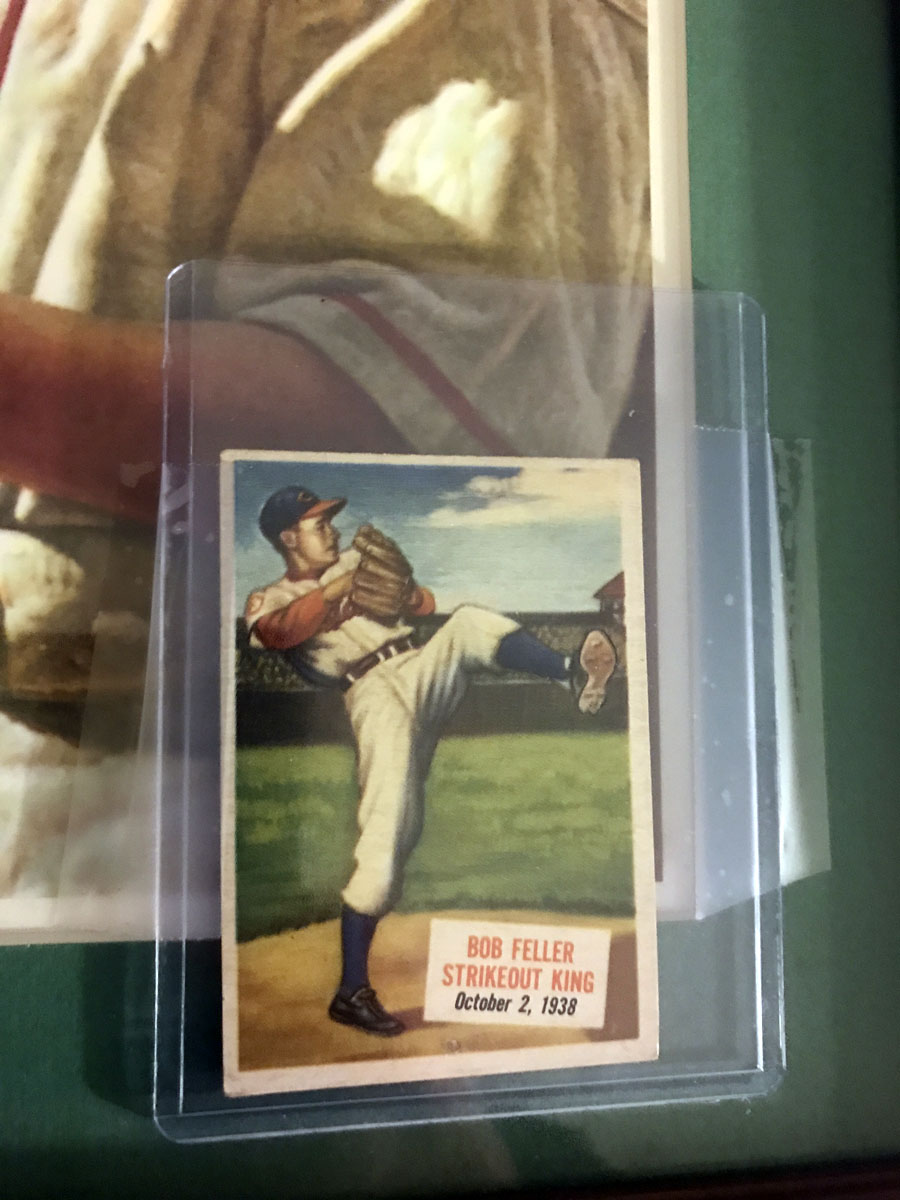 BOB FELLER
STRIKEOUT KING
October 2, 1938